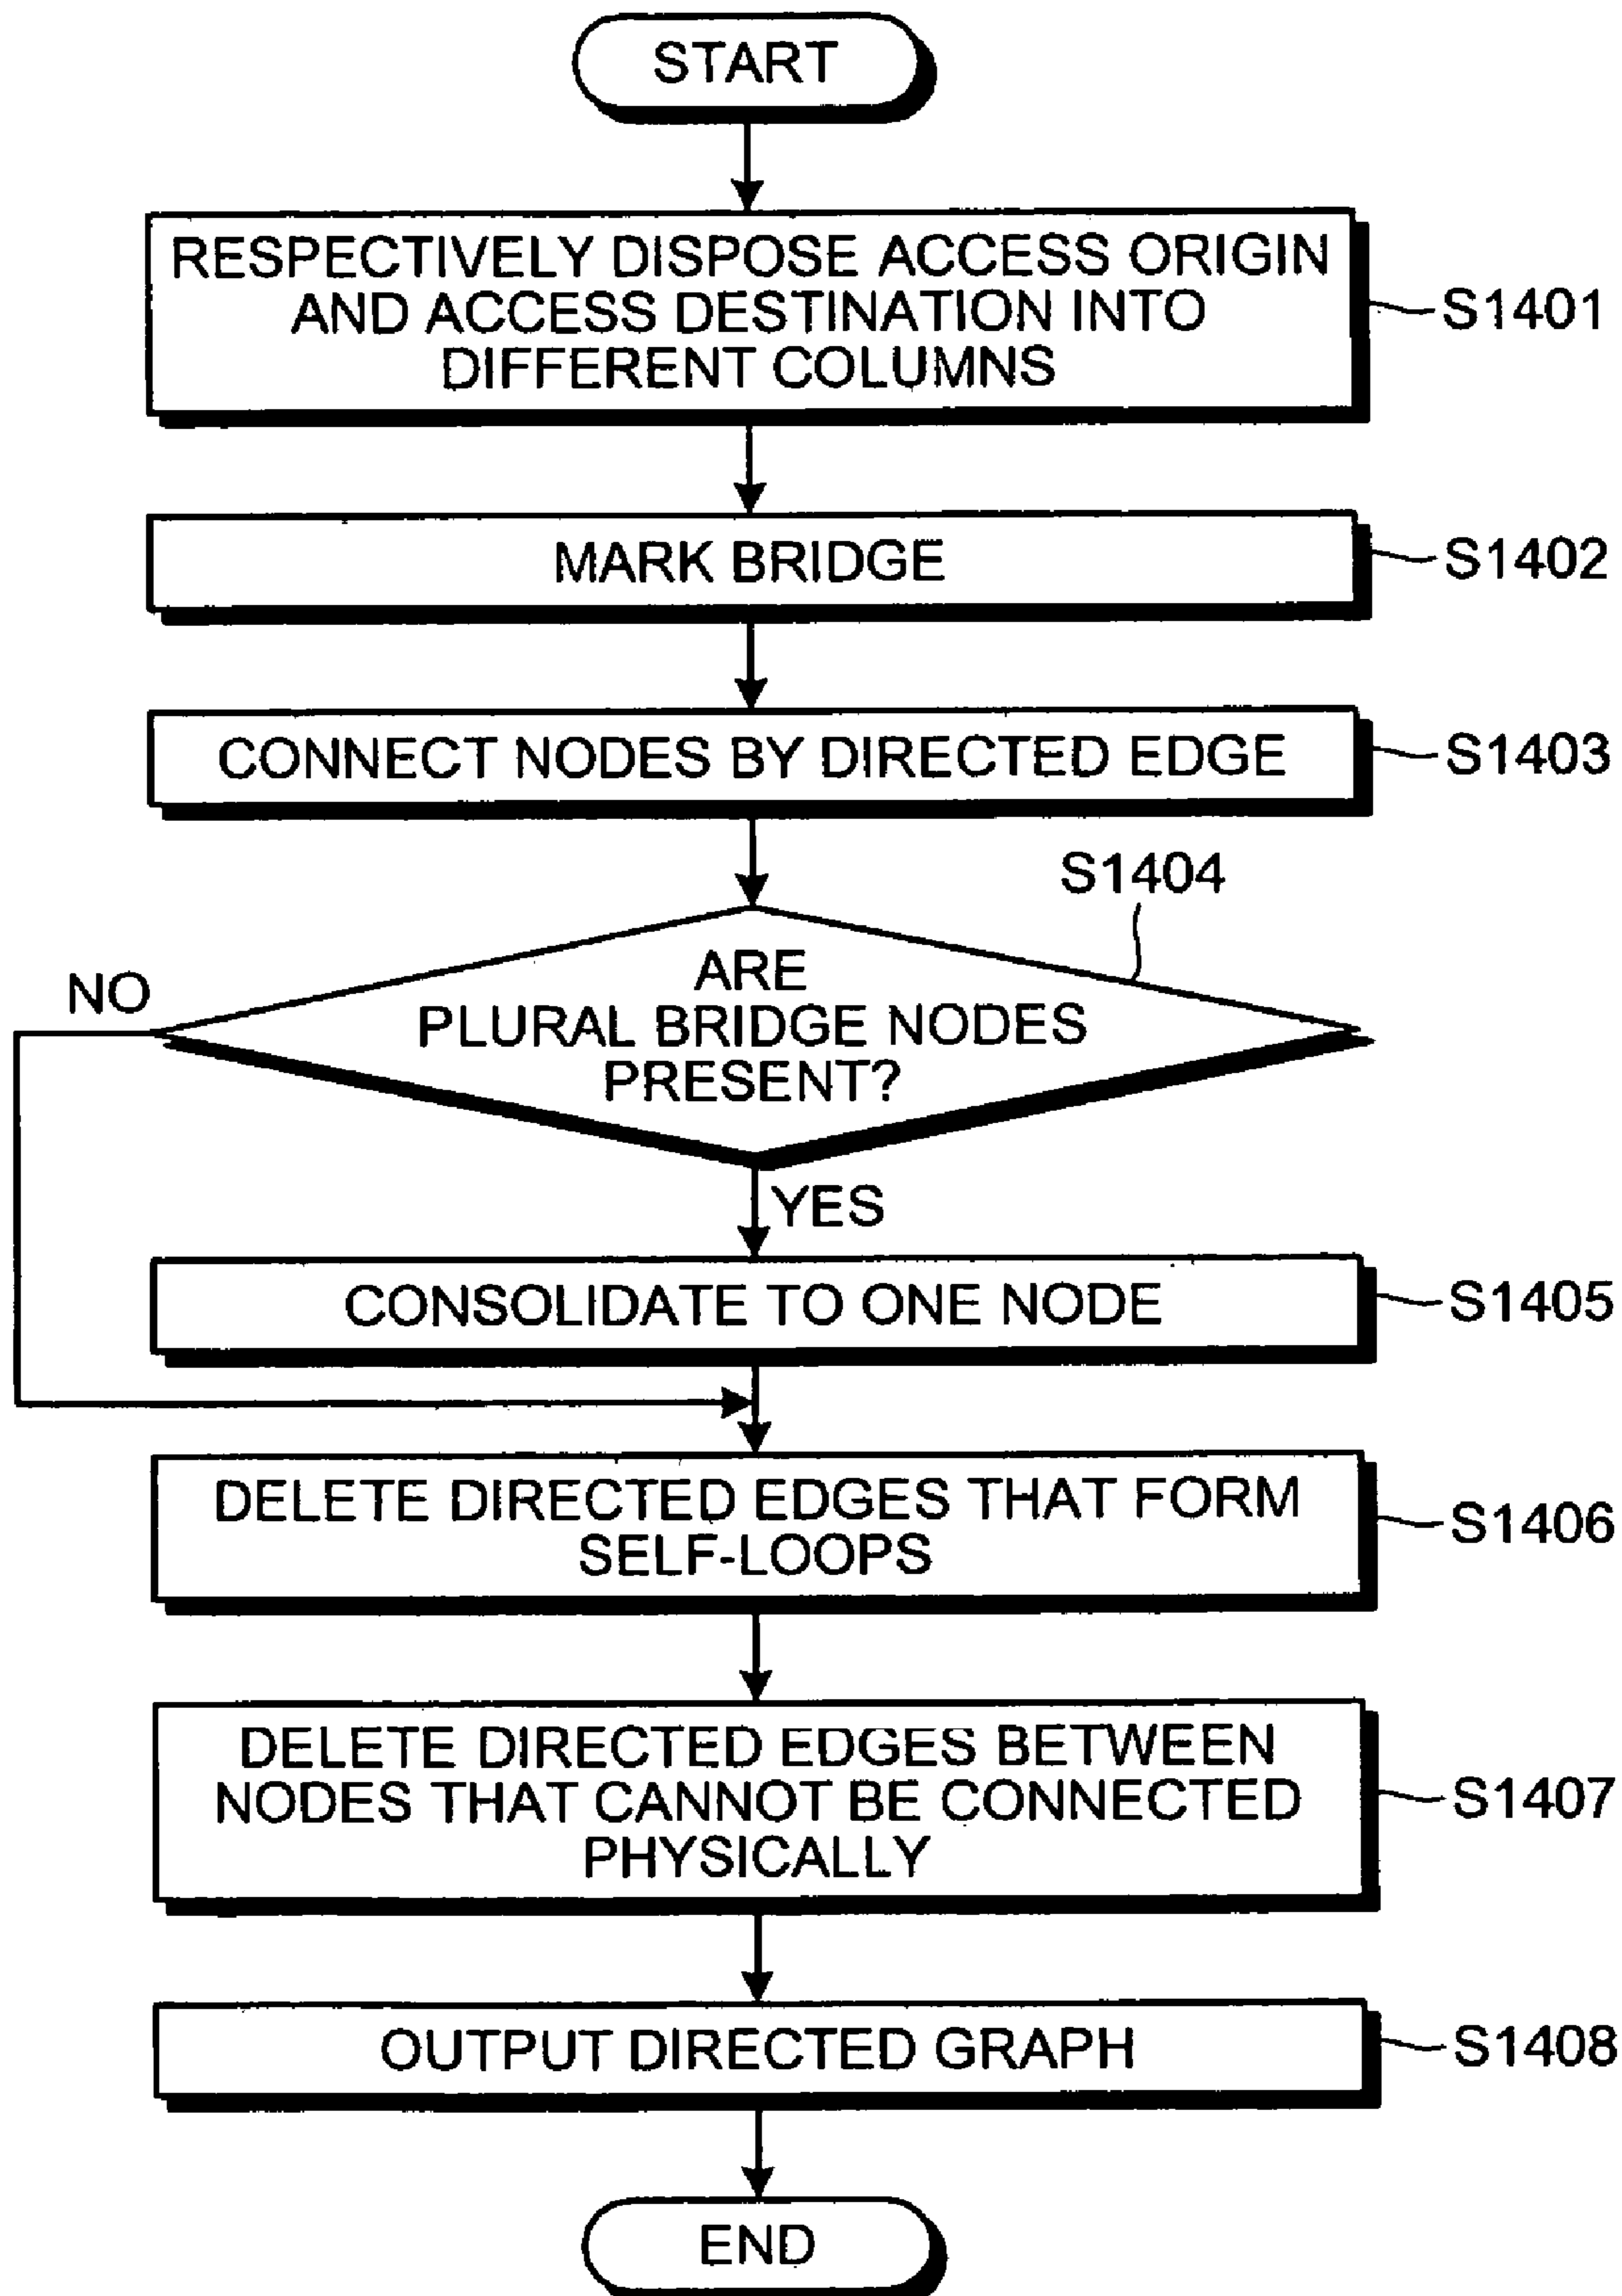 START
RESPECTIVELY DISPOSE ACCESS ORIGIN
AND ACCESS DESTINATION INTO
DIFFERENT COLUMNS
S1401
MARK BRIDGE
S1402
CONNECT NODES BY DIRECTED EDGE
S1403
S1404
ARE
PLURAL BRIDGE NODES
PRESENT?
NO
YES
CONSOLIDATE TO ONE NODE
S1405
DELETE DIRECTED EDGES THAT FORM
SELF-LOOPS
S1406
DELETE DIRECTED EDGES BETWEEN
NODES THAT CANNOT BE CONNECTED
PHYSICALLY
S1407
OUTPUT DIRECTED GRAPH
S1408
END